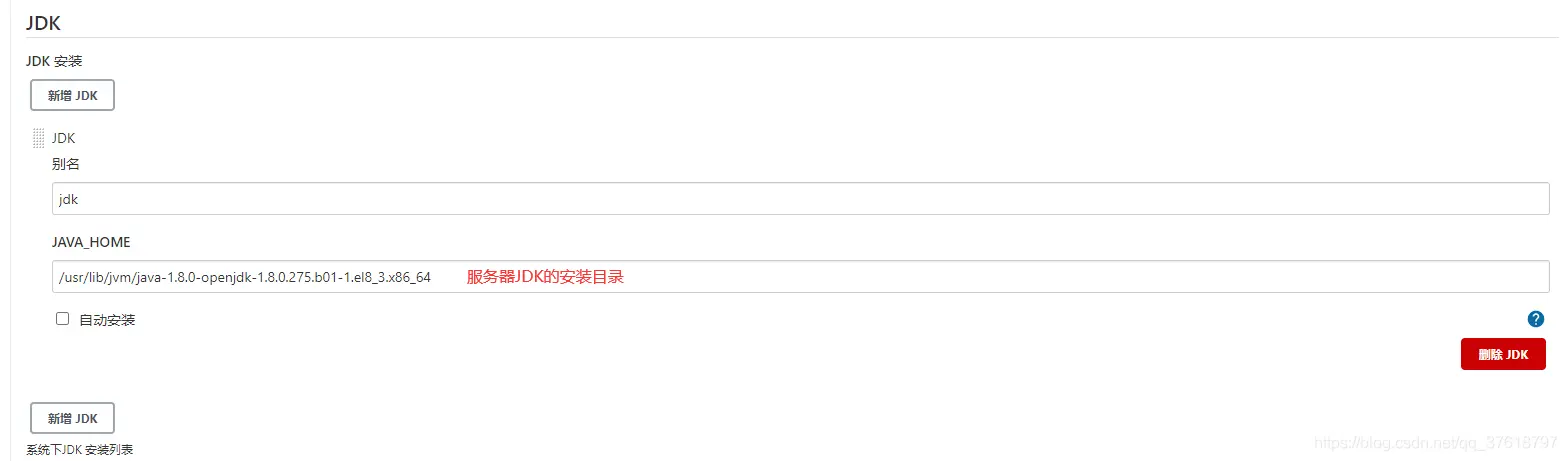 JDK
JDK 安装
新增 JDK
JDK
别名
jdk
JAVA_HOME
/usr/lib/jvm/java-1.8.0-openjdk-1.8.0.275.b01-1.el8_3.x86_64 服务器JDK的安装目录
自动安装
?
删除 JDK
新增 JDK
系统下JDK 安装列表
https://blog.csdn.net/qq_37618797